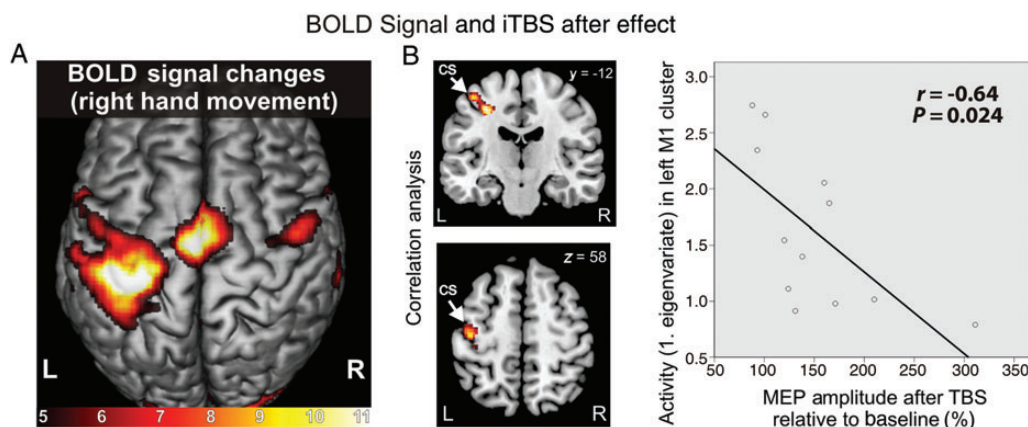 BOLD Signal and iTBS after effect
A
BOLD signal changes
(right hand movement)
L
R
5 6 7 8 9 10 11
B
Correlation analysis
CS
y = -12
L
R
CS
z = 58
L
R
Activity (1. eigenvariate) in left M1 cluster
3.0
2.5
2.0
1.5
1.0
0.5
r = -0.64
P = 0.024
50 100 150 200 250 300 350
MEP amplitude after TBS
relative to baseline (%)